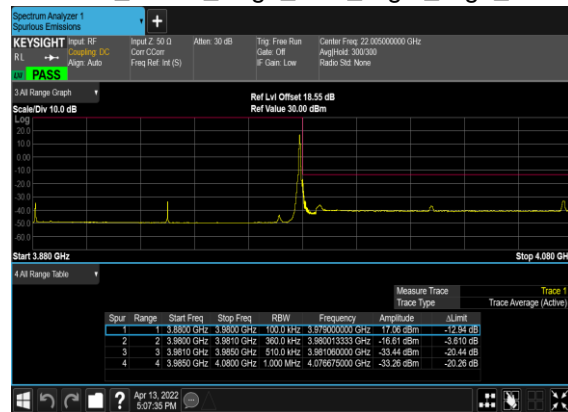 Spectrum Analyzer 1
Spurious Emissions
KEYSIGHT Input: RF Input Z: 50 Ω Atten: 30 dB Trig: Free Run Center Freq: 22.005000000 GHz
RL Coupling: DC Corr CCorr Gate: Off Avg|Hold: 300/300
Align: Auto Freq Ref: Int (S) IF Gain: Low Radio Std: None
LW PASS
3 All Range Graph
Ref Lvl Offset 18.55 dB
Scale/Div 10.0 dB Ref Value 30.00 dBm
Log
20.0
10.0
0.00
-10.0
-20.0
-30.0
-40.0
-50.0
-60.0
Start 3.880 GHz Stop 4.080 GHz
4 All Range Table
Measure Trace Trace 1
Trace Type Trace Average (Active)
Spur Range Start Freq Stop Freq RBW Frequency Amplitude ΔLimit
1 1 3.8800 GHz 3.9800 GHz 100.0 kHz 3.979000000 GHz 17.06 dBm -12.94 dB
2 2 3.9800 GHz 3.9810 GHz 360.0 kHz 3.980013333 GHz -16.61 dBm -3.610 dB
3 3 3.9810 GHz 3.9850 GHz 510.0 kHz 3.981060000 GHz -33.44 dBm -20.44 dB
4 4 3.9850 GHz 4.0800 GHz 1.000 MHz 4.076675000 GHz -33.26 dBm -20.26 dB
? Apr 13, 2022
5:07:35 PM